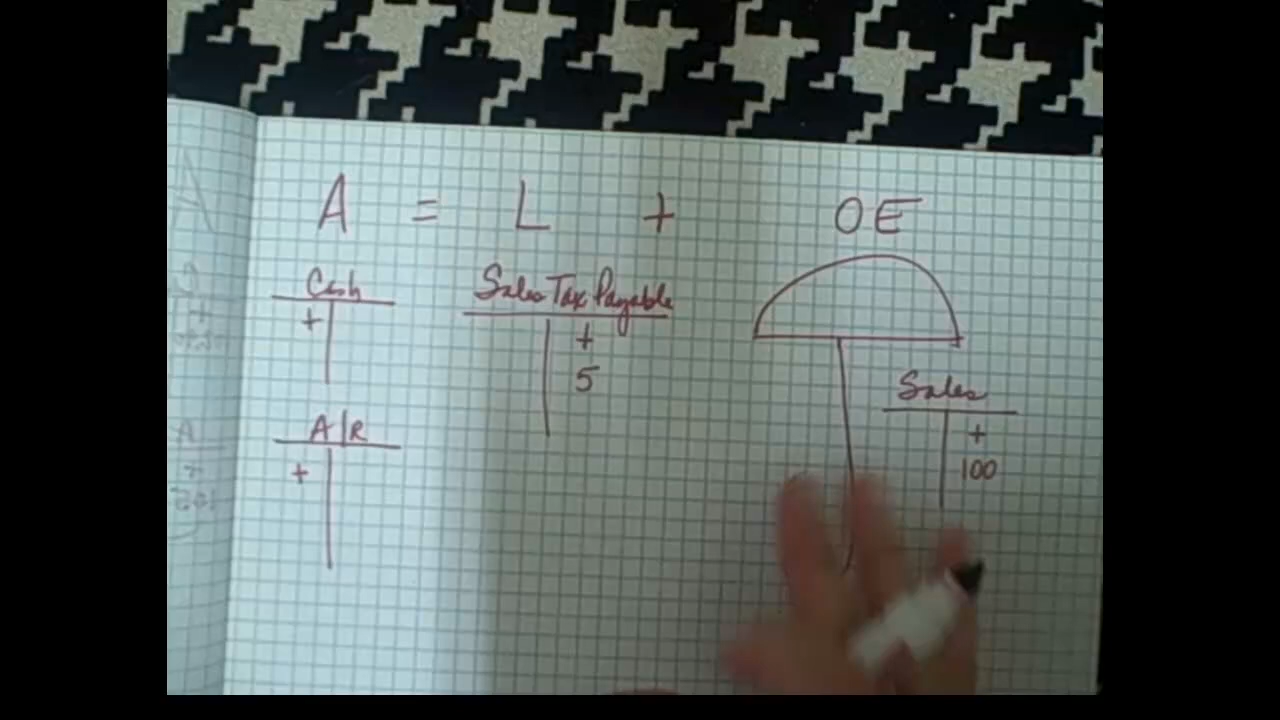 A = L + OE
Cash
+
Sales Tax Payable
+
5
A/R
+
Sales
+
100